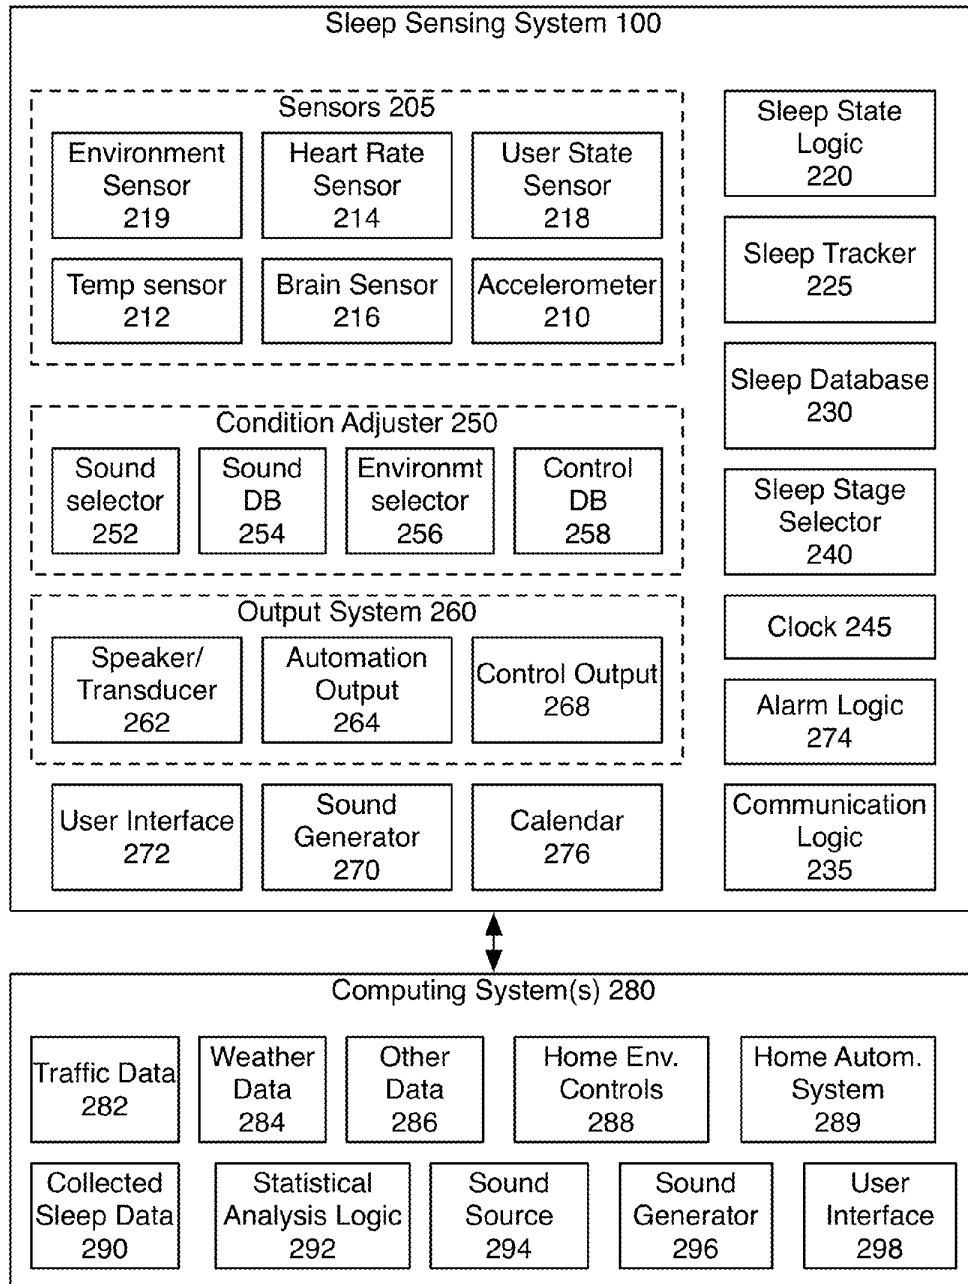 Sleep Sensing System 100
Sensors 205
Environment
Sensor
219
Heart Rate
Sensor
214
User State
Sensor
218
Temp sensor
212
Brain Sensor
216
Accelerometer
210
Condition Adjuster 250
Sound
selector
252
Sound
DB
254
Environmt
selector
256
Control
DB
258
Output System 260
Speaker/
Transducer
262
Automation
Output
264
Control Output
268
User Interface
272
Sound
Generator
270
Calendar
276
Sleep State
Logic
220
Sleep Tracker
225
Sleep Database
230
Sleep Stage
Selector
240
Clock 245
Alarm Logic
274
Communication
Logic
235
Computing System(s) 280
Traffic Data
282
Weather
Data
284
Other
Data
286
Home Env.
Controls
288
Home Autom.
System
289
Collected
Sleep Data
290
Statistical
Analysis Logic
292
Sound
Source
294
Sound
Generator
296
User
Interface
298